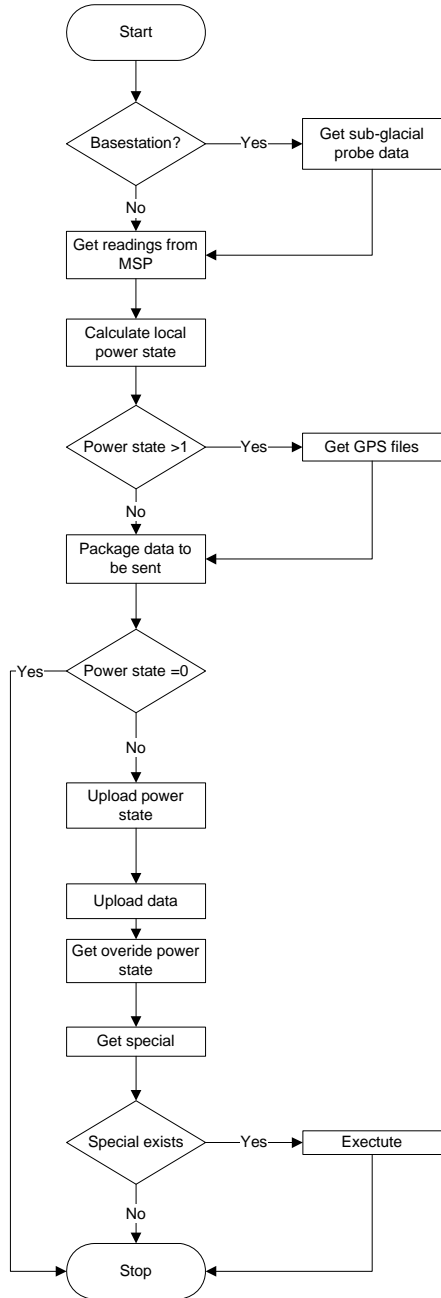 Start
Basestation?
Yes
Get sub-glacial
probe data
No
Get readings from
MSP
Calculate local
power state
Power state >1
Yes
Get GPS files
No
Package data to
be sent
Yes
Power state =0
No
Upload power
state
Upload data
Get overide power
state
Get special
Special exists
Yes
Exectute
No
Stop